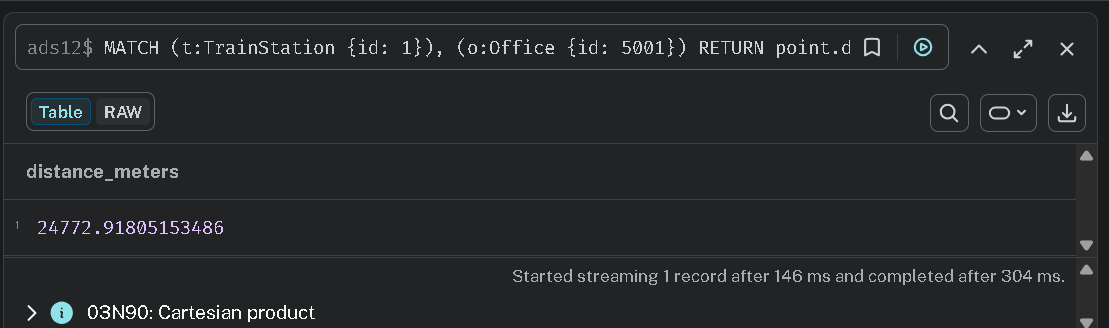 ads12$ MATCH (t:TrainStation {id: 1}), (o:Office {id: 5001}) RETURN point.d
Table RAW
distance_meters
1 24772.91805153486
Started streaming 1 record after 146 ms and completed after 304 ms.
i 03N90: Cartesian product